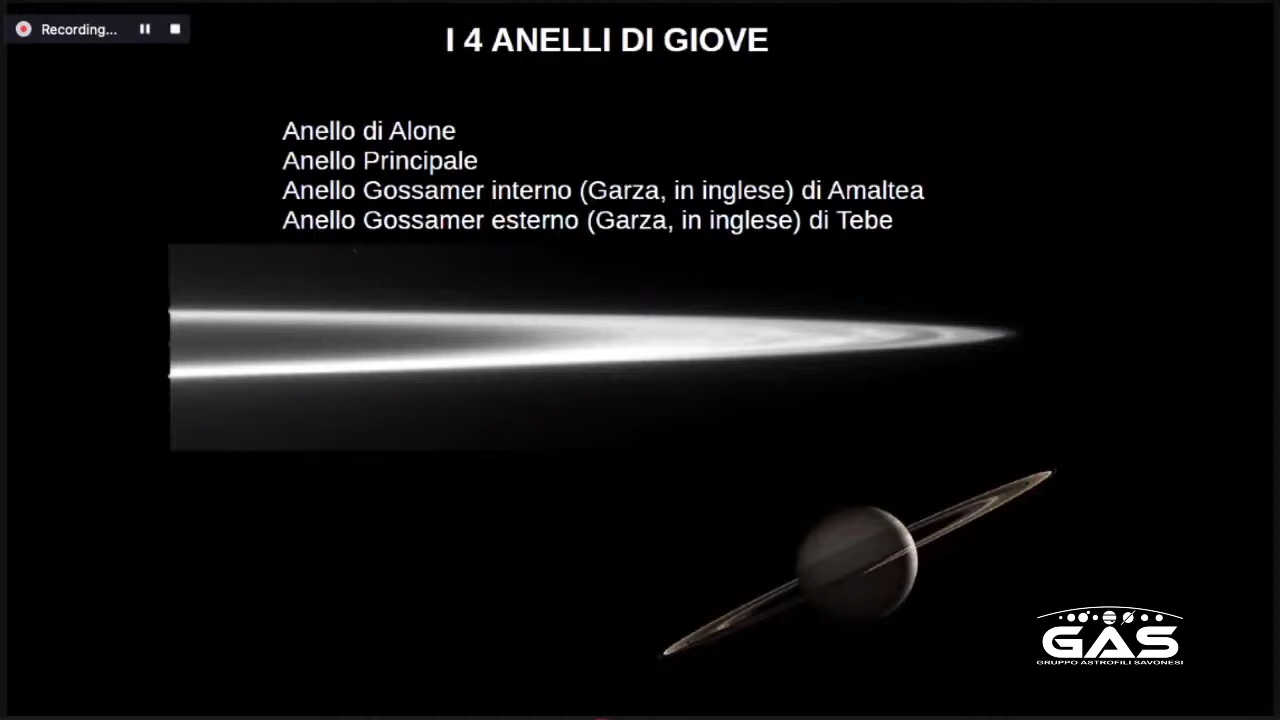 Recording...
I 4 ANELLI DI GIOVE
Anello di Alone
Anello Principale
Anello Gossamer interno (Garza, in inglese) di Amaltea
Anello Gossamer esterno (Garza, in inglese) di Tebe
GAS
GRUPPO ASTROFILI SAVONESI